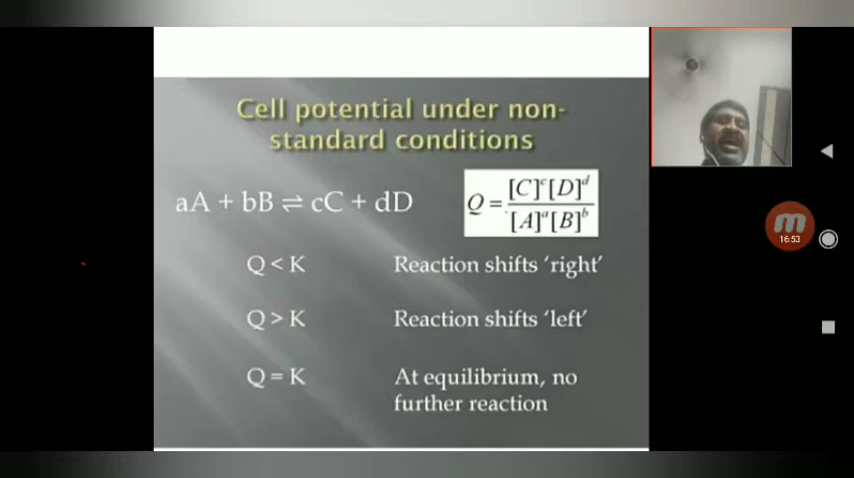 Cell potential under non-
standard conditions
aA + bB ⇌ cC + dD
Q = [C]^c[D]^d / [A]^a[B]^b
Q < K Reaction shifts ‘right’
Q > K Reaction shifts ‘left’
Q = K At equilibrium, no
further reaction
16:53